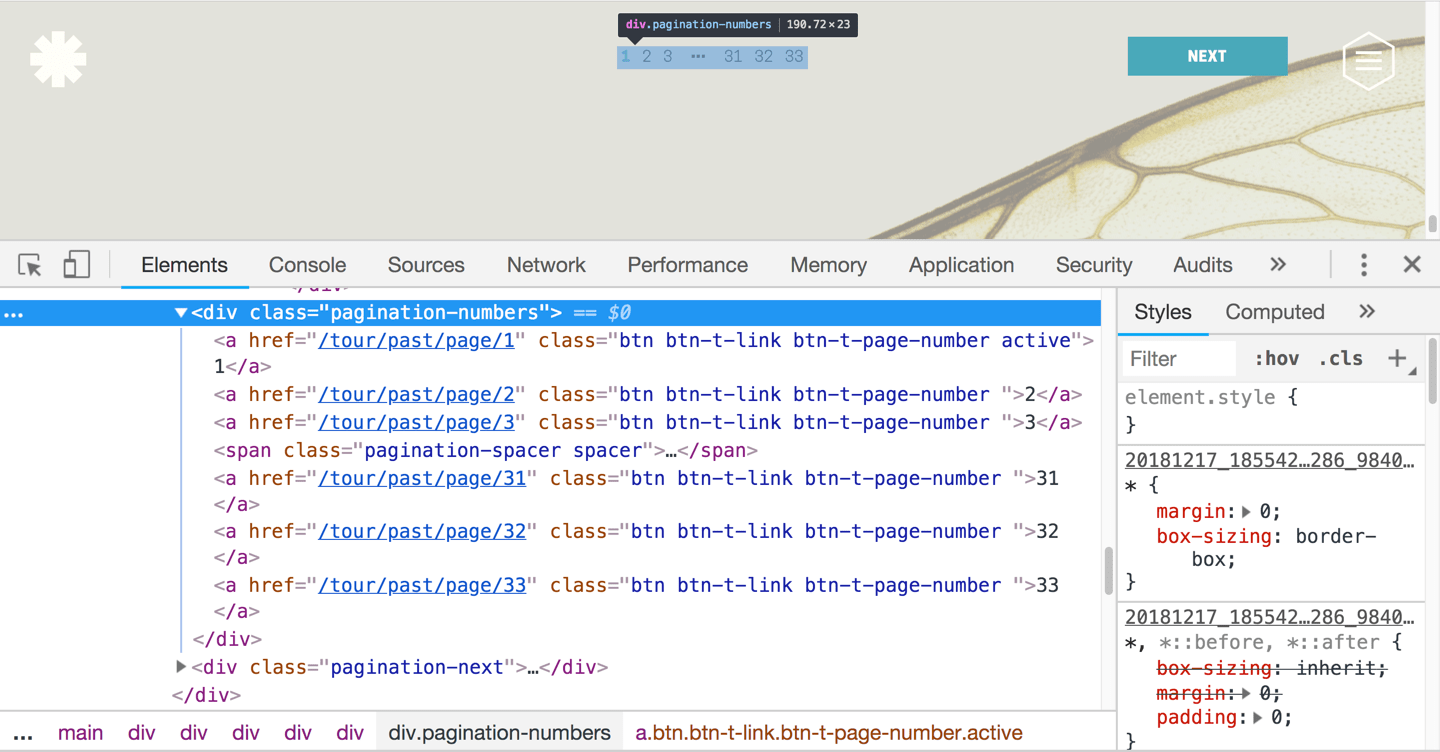 div.pagination-numbers | 190.72×23
1 2 3 ··· 31 32 33
NEXT
Elements Console Sources Network Performance Memory Application Security Audits »
</div>
… ▼<div class="pagination-numbers"> == $0
<a href="/tour/past/page/1" class="btn btn-t-link btn-t-page-number active">
1</a>
<a href="/tour/past/page/2" class="btn btn-t-link btn-t-page-number ">2</a>
<a href="/tour/past/page/3" class="btn btn-t-link btn-t-page-number ">3</a>
<span class="pagination-spacer spacer">…</span>
<a href="/tour/past/page/31" class="btn btn-t-link btn-t-page-number ">31
</a>
<a href="/tour/past/page/32" class="btn btn-t-link btn-t-page-number ">32
</a>
<a href="/tour/past/page/33" class="btn btn-t-link btn-t-page-number ">33
</a>
</div>
▶<div class="pagination-next">…</div>
</div>
… main div div div div div div.pagination-numbers a.btn.btn-t-link.btn-t-page-number.active
Styles Computed »
Filter :hov .cls +
element.style {
}
20181217_185542…286_9840…
* {
margin:▶ 0;
box-sizing: border-
box;
}
20181217_185542…286_9840…
*, *::before, *::after {
box-sizing: inherit;
margin:▶ 0;
padding:▶ 0;
}